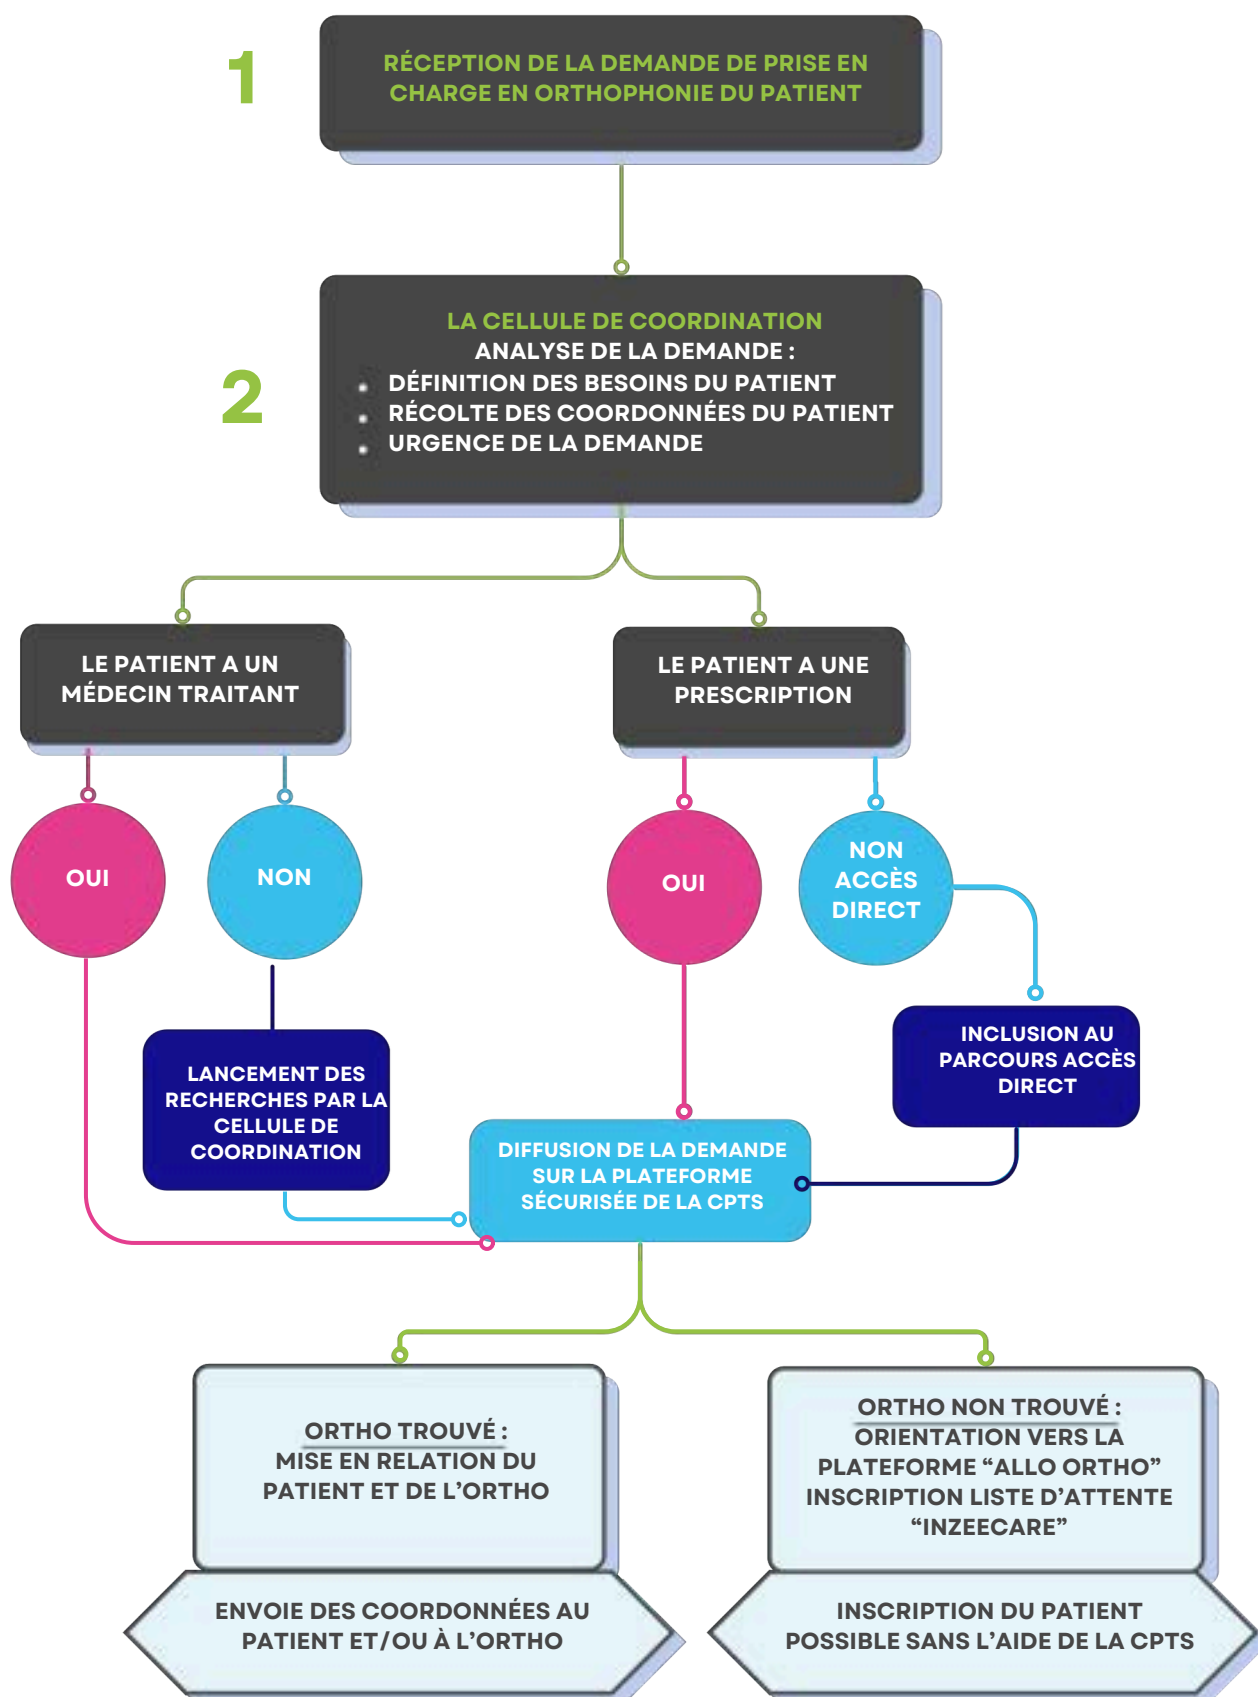 1
RÉCEPTION DE LA DEMANDE DE PRISE EN
CHARGE EN ORTHOPHONIE DU PATIENT
2
LA CELLULE DE COORDINATION
ANALYSE DE LA DEMANDE :
DÉFINITION DES BESOINS DU PATIENT
RÉCOLTE DES COORDONNÉES DU PATIENT
URGENCE DE LA DEMANDE
LE PATIENT A UN
MÉDECIN TRAITANT
LE PATIENT A UNE
PRESCRIPTION
OUI
NON
OUI
NON
ACCÈS
DIRECT
LANCEMENT DES
RECHERCHES PAR LA
CELLULE DE
COORDINATION
INCLUSION AU
PARCOURS ACCÈS
DIRECT
DIFFUSION DE LA DEMANDE
SUR LA PLATEFORME
SÉCURISÉE DE LA CPTS
ORTHO TROUVÉ :
MISE EN RELATION DU
PATIENT ET DE L’ORTHO
ENVOIE DES COORDONNÉES AU
PATIENT ET/OU À L’ORTHO
ORTHO NON TROUVÉ :
ORIENTATION VERS LA
PLATEFORME “ALLO ORTHO”
INSCRIPTION LISTE D’ATTENTE
“INZEECARE”
INSCRIPTION DU PATIENT
POSSIBLE SANS L’AIDE DE LA CPTS